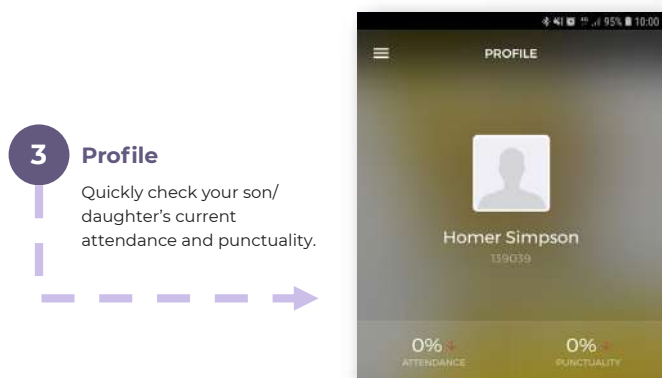 3
Profile
Quickly check your son/
daughter's current
attendance and punctuality.
95% 10:00
PROFILE
Homer Simpson
139039
0% 0%
ATTENDANCE PUNCTUALITY